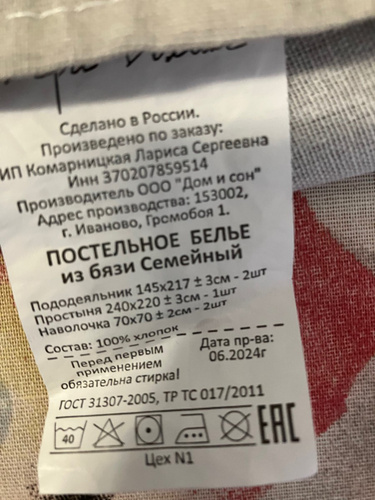 Сделано в России.
Произведено по заказу:
ИП Комарницкая Лариса Сергеевна
Инн 370207859514
Производитель ООО "Дом и сон"
Адрес производства: 153002,
г. Иваново, Громобоя 1.
ПОСТЕЛЬНОЕ БЕЛЬЕ
из бязи Семейный
Пододеяльник 145х217 ± 3см - 2шт
Простыня 240х220 ± 3см - 1шт
Наволочка 70х70 ± 2см - 2шт
Состав: 100% хлопок
Перед первым
применением
обязательна стирка!
Дата пр-ва:
06.2024г
ГОСТ 31307-2005, ТР ТС 017/2011
40
EAC
Цех N1